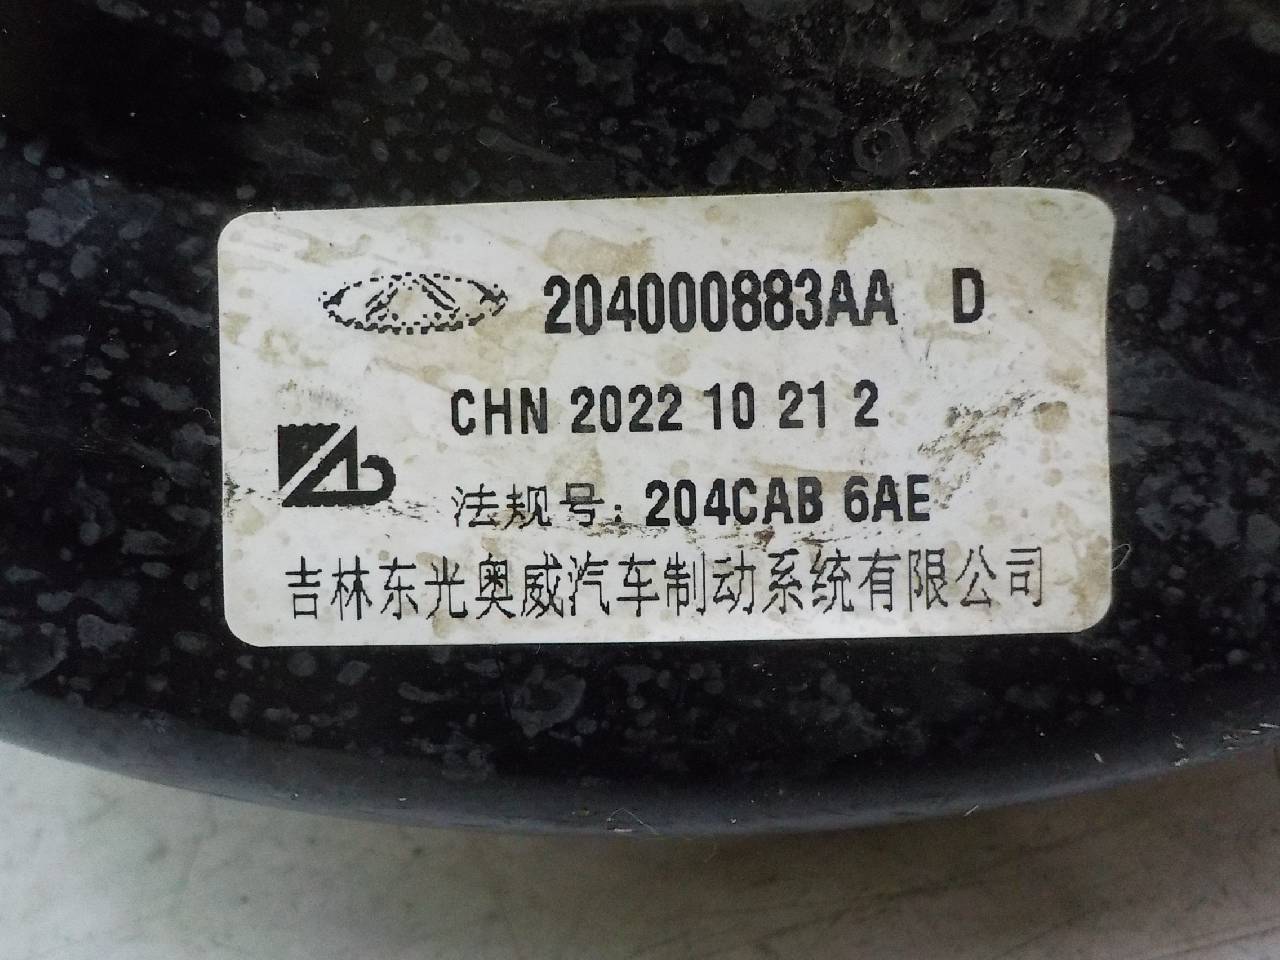 204000883AA D
CHN 2022 10 21 2
法规号: 204CAB 6AE
吉林东光奥威汽车制动系统有限公司